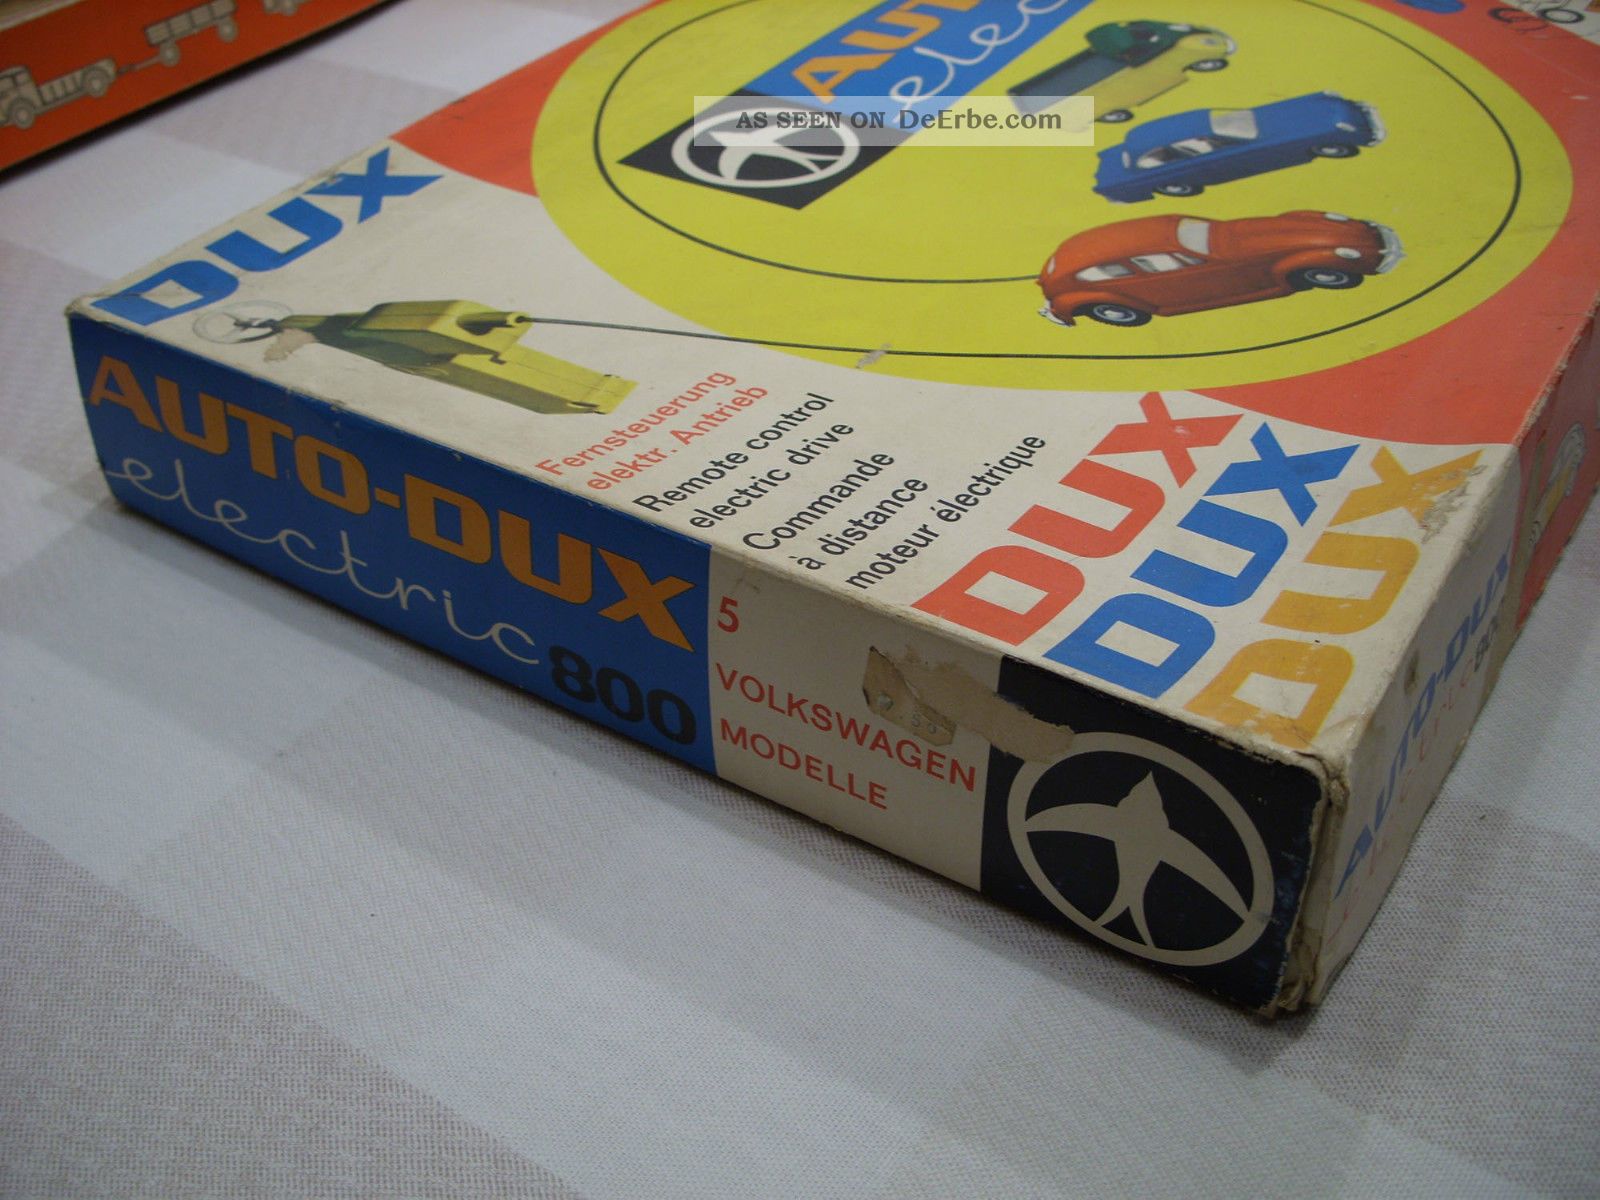 AS SEEN ON DeErbe.com
DUX
Fernsteuerung
elektr. Antrieb
Remote control
electric drive
Commande
à distance
moteur électrique
DUX
DUX
DUX
AUTO-DUX
electric 800
5
VOLKSWAGEN
MODELLE
AUTO-DUX